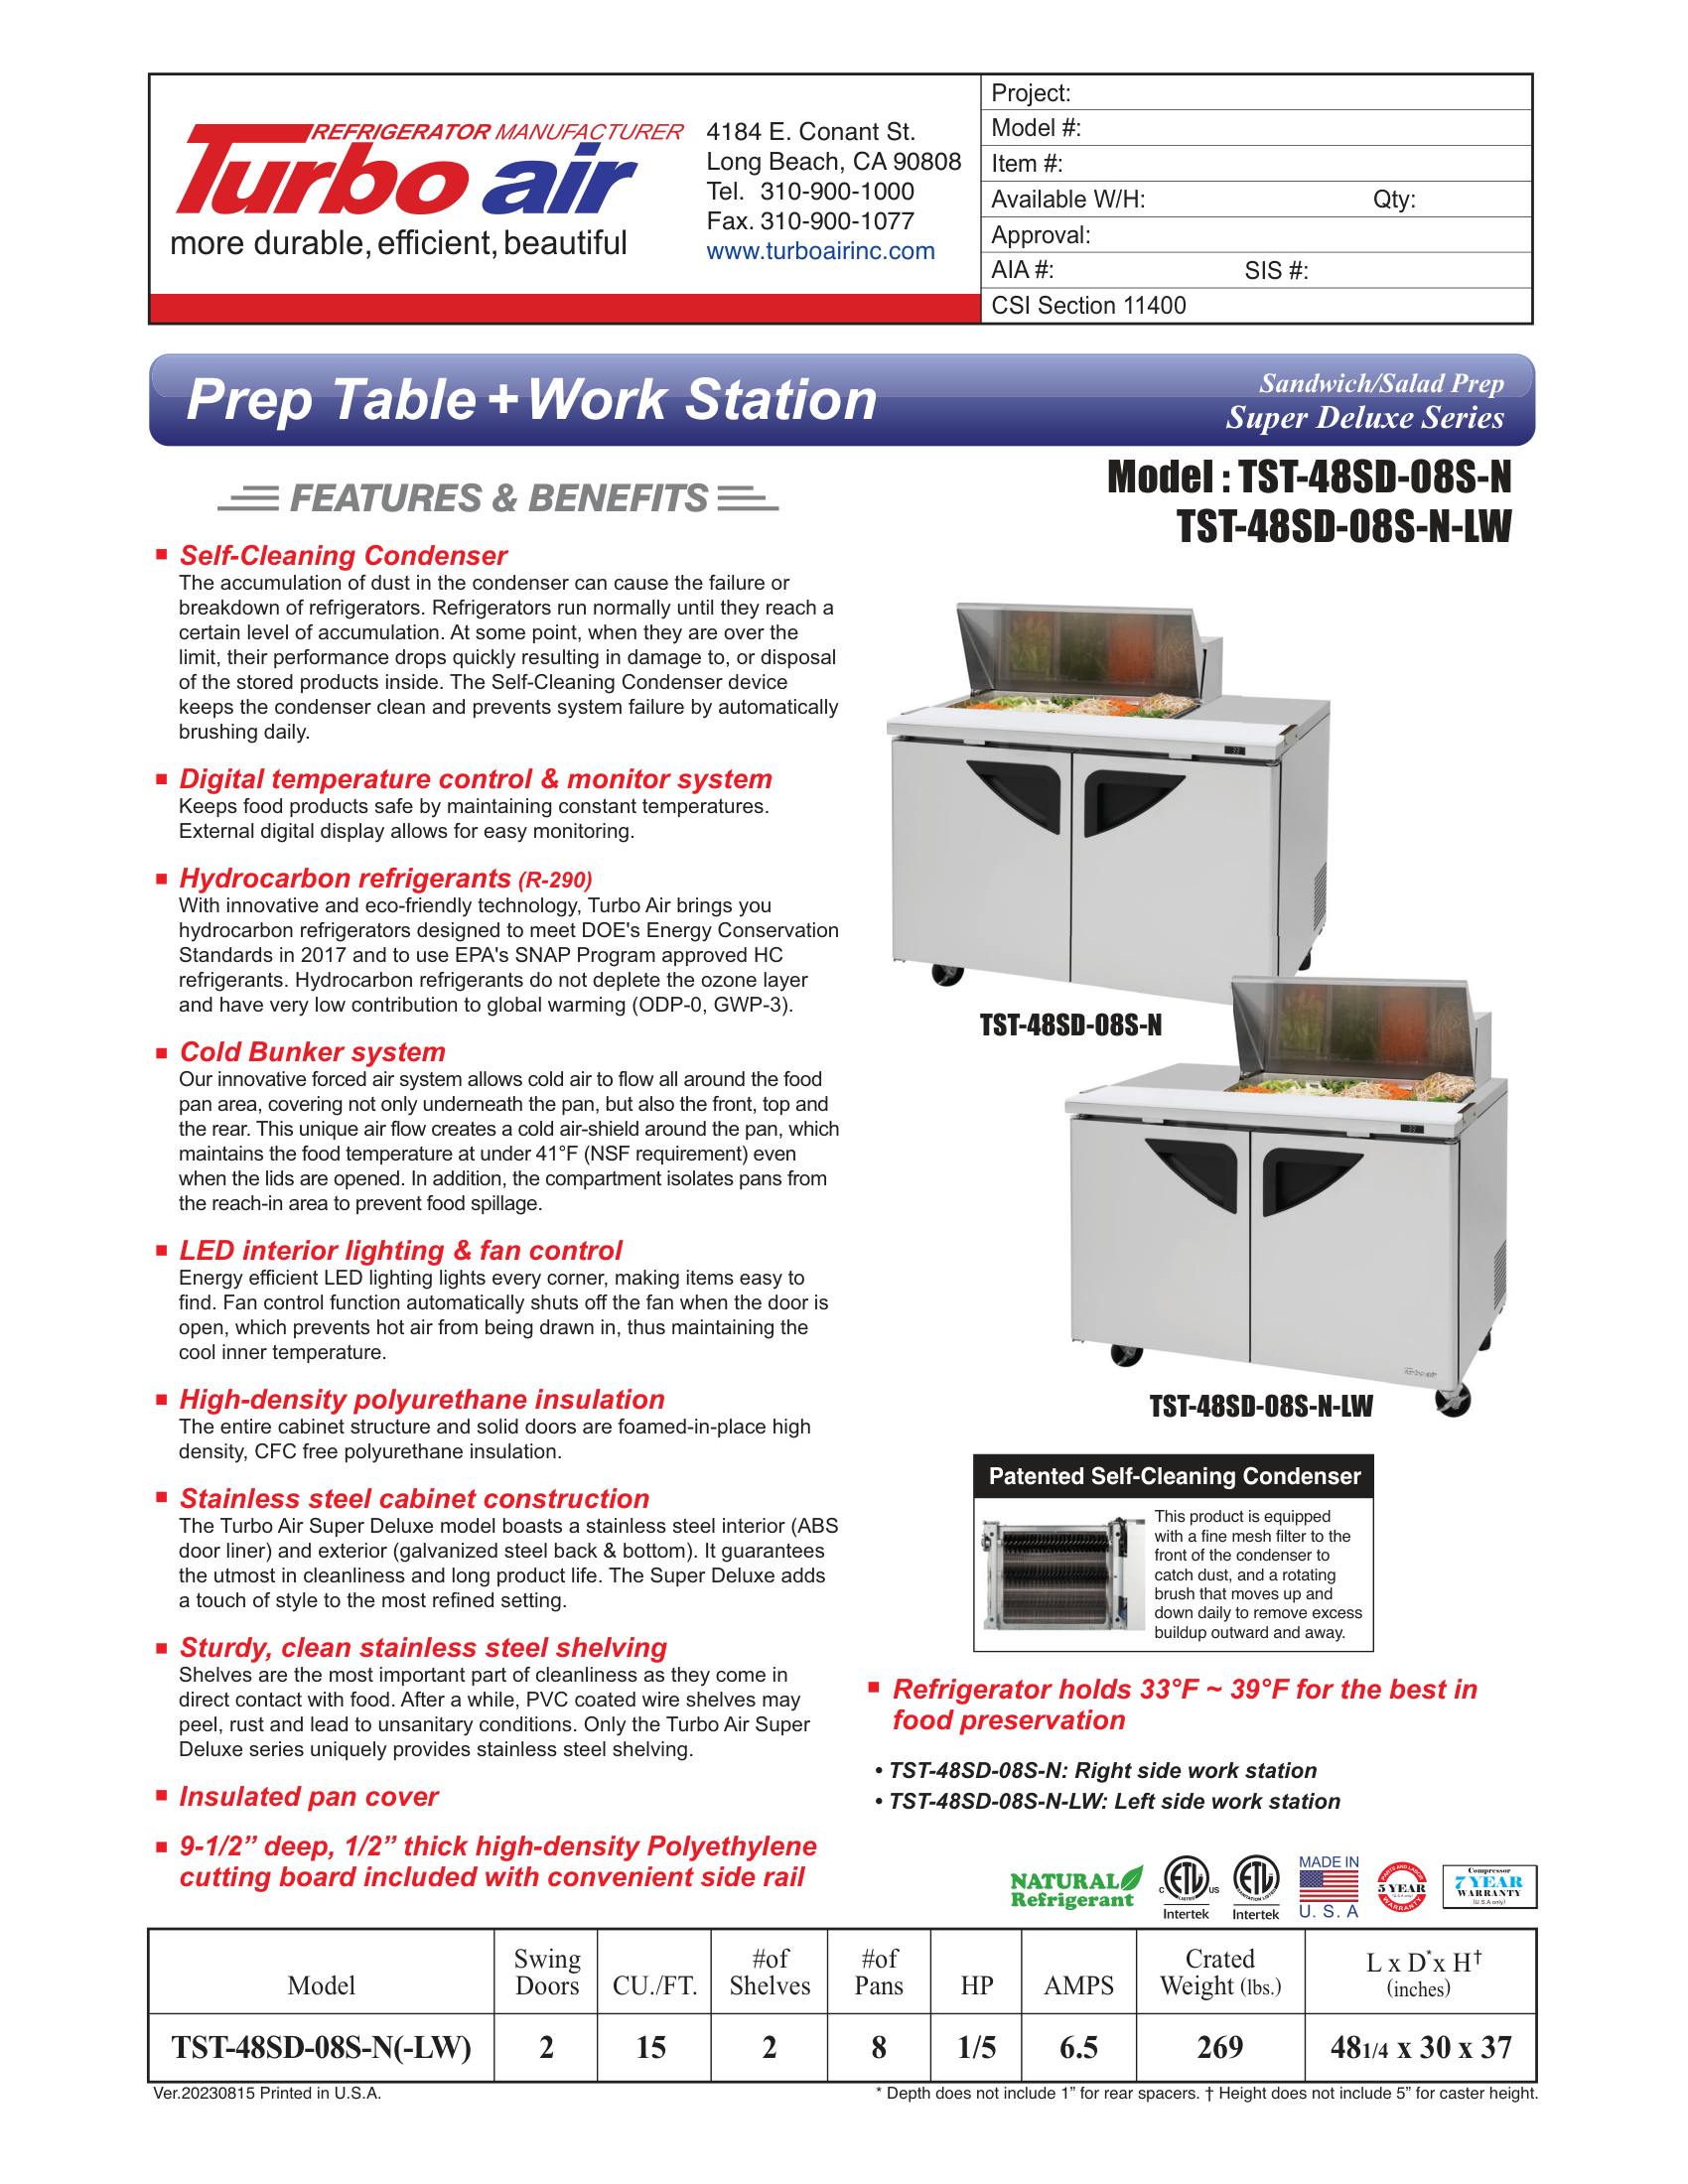 REFRIGERATOR MANUFACTURER
Turbo air
more durable, efficient, beautiful
4184 E. Conant St.
Long Beach, CA 90808
Tel. 310-900-1000
Fax. 310-900-1077
www.turboairinc.com
Project:
Model #:
Item #:
Available W/H: Qty:
Approval:
AIA #: SIS #:
CSI Section 11400
Prep Table + Work Station
Sandwich/Salad Prep
Super Deluxe Series
FEATURES & BENEFITS
Model : TST-48SD-08S-N
TST-48SD-08S-N-LW
Self-Cleaning Condenser
The accumulation of dust in the condenser can cause the failure or
breakdown of refrigerators. Refrigerators run normally until they reach a
certain level of accumulation. At some point, when they are over the
limit, their performance drops quickly resulting in damage to, or disposal
of the stored products inside. The Self-Cleaning Condenser device
keeps the condenser clean and prevents system failure by automatically
brushing daily.
Digital temperature control & monitor system
Keeps food products safe by maintaining constant temperatures.
External digital display allows for easy monitoring.
Hydrocarbon refrigerants (R-290)
With innovative and eco-friendly technology, Turbo Air brings you
hydrocarbon refrigerators designed to meet DOE's Energy Conservation
Standards in 2017 and to use EPA's SNAP Program approved HC
refrigerants. Hydrocarbon refrigerants do not deplete the ozone layer
and have very low contribution to global warming (ODP-0, GWP-3).
Cold Bunker system
Our innovative forced air system allows cold air to flow all around the food
pan area, covering not only underneath the pan, but also the front, top and
the rear. This unique air flow creates a cold air-shield around the pan, which
maintains the food temperature at under 41°F (NSF requirement) even
when the lids are opened. In addition, the compartment isolates pans from
the reach-in area to prevent food spillage.
LED interior lighting & fan control
Energy efficient LED lighting lights every corner, making items easy to
find. Fan control function automatically shuts off the fan when the door is
open, which prevents hot air from being drawn in, thus maintaining the
cool inner temperature.
High-density polyurethane insulation
The entire cabinet structure and solid doors are foamed-in-place high
density, CFC free polyurethane insulation.
Stainless steel cabinet construction
The Turbo Air Super Deluxe model boasts a stainless steel interior (ABS
door liner) and exterior (galvanized steel back & bottom). It guarantees
the utmost in cleanliness and long product life. The Super Deluxe adds
a touch of style to the most refined setting.
Sturdy, clean stainless steel shelving
Shelves are the most important part of cleanliness as they come in
direct contact with food. After a while, PVC coated wire shelves may
peel, rust and lead to unsanitary conditions. Only the Turbo Air Super
Deluxe series uniquely provides stainless steel shelving.
Insulated pan cover
9-1/2” deep, 1/2” thick high-density Polyethylene
cutting board included with convenient side rail
TST-48SD-08S-N
Turbo air
TST-48SD-08S-N-LW
Patented Self-Cleaning Condenser
This product is equipped
with a fine mesh filter to the
front of the condenser to
catch dust, and a rotating
brush that moves up and
down daily to remove excess
buildup outward and away.
Refrigerator holds 33°F ~ 39°F for the best in
food preservation
• TST-48SD-08S-N: Right side work station
• TST-48SD-08S-N-LW: Left side work station
NATURAL
Refrigerant
C ETL US
LISTED
Intertek
ETL
SANITATION LISTED
Intertek
MADE IN
U. S. A
PARTS AND LABOR
5 YEAR
(U.S.A only)
WARRANTY
Compressor
7 YEAR
WARRANTY
(U.S.A only)
Model Swing Doors CU./FT. #of Shelves #of Pans HP AMPS Crated Weight (lbs.) L x D* x H† (inches)
TST-48SD-08S-N(-LW) 2 15 2 8 1/5 6.5 269 481/4 x 30 x 37
Ver.20230815 Printed in U.S.A.
* Depth does not include 1” for rear spacers. † Height does not include 5” for caster height.